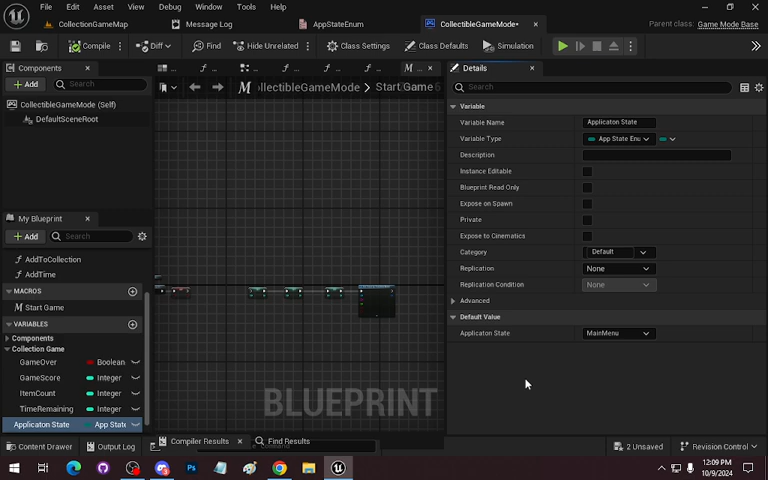 File Edit Asset View Debug Window Tools Help
Parent class: Game Mode Base
CollectionGameMap Message Log AppStateEnum CollectibleGameMode•
Compile Diff Find Hide Unrelated Class Settings Class Defaults Simulation
Components
+ Add Search
CollectibleGameMode (Self)
DefaultSceneRoot
My Blueprint
+ Add Search
AddToCollection
AddTime
MACROS
Start Game
VARIABLES
Components
Collection Game
GameOver Boolean
GameScore Integer
ItemCount Integer
TimeRemaining Integer
Applicaton State App State
ollectibleGameMode > Start Game
BLUEPRINT
Compiler Results Find Results
Details
Search
Variable
Variable Name Applicaton State
Variable Type App State Enu
Description
Instance Editable
Blueprint Read Only
Expose on Spawn
Private
Expose to Cinematics
Category Default
Replication None
Replication Condition None
Advanced
Default Value
Applicaton State MainMenu
Content Drawer Output Log
2 Unsaved Revision Control
12:09 PM
10/9/2024